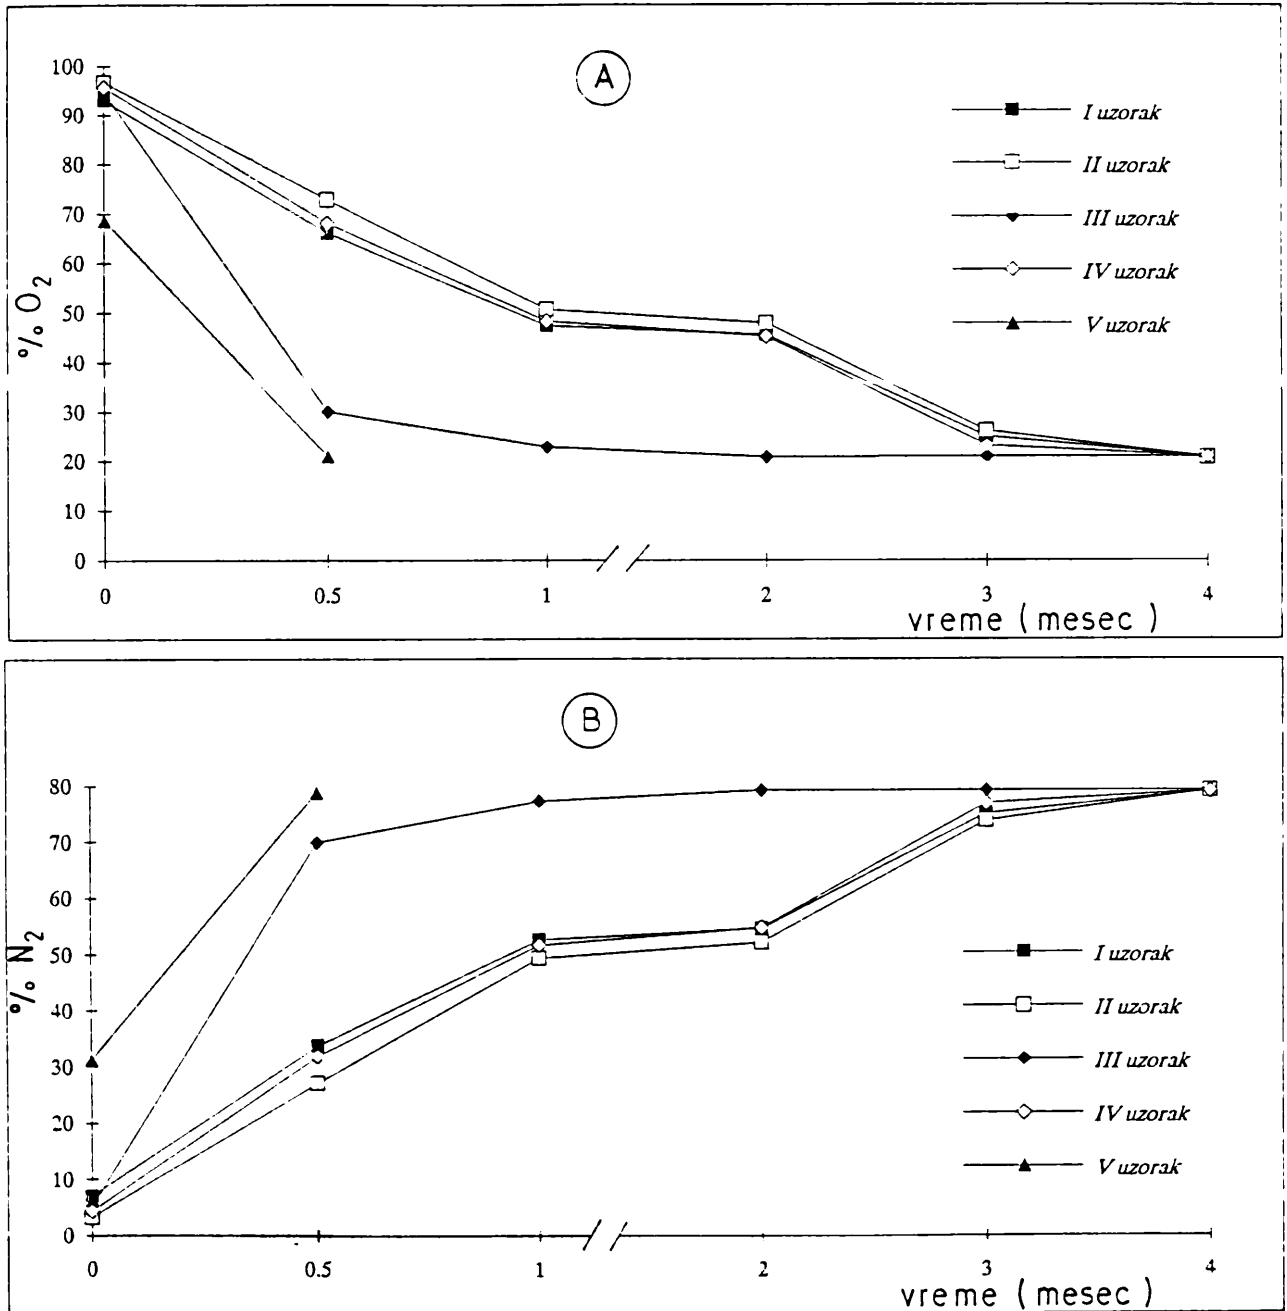 A
100
90
80
70
60
50
40
30
20
10
0
% O2
0 0.5 1 2 3 4
vreme ( mesec )
I uzorak
II uzorak
III uzorak
IV uzorak
V uzorak
B
80
70
60
50
40
30
20
10
0
% N2
0 0.5 1 2 3 4
vreme ( mesec )
I uzorak
II uzorak
III uzorak
IV uzorak
V uzorak